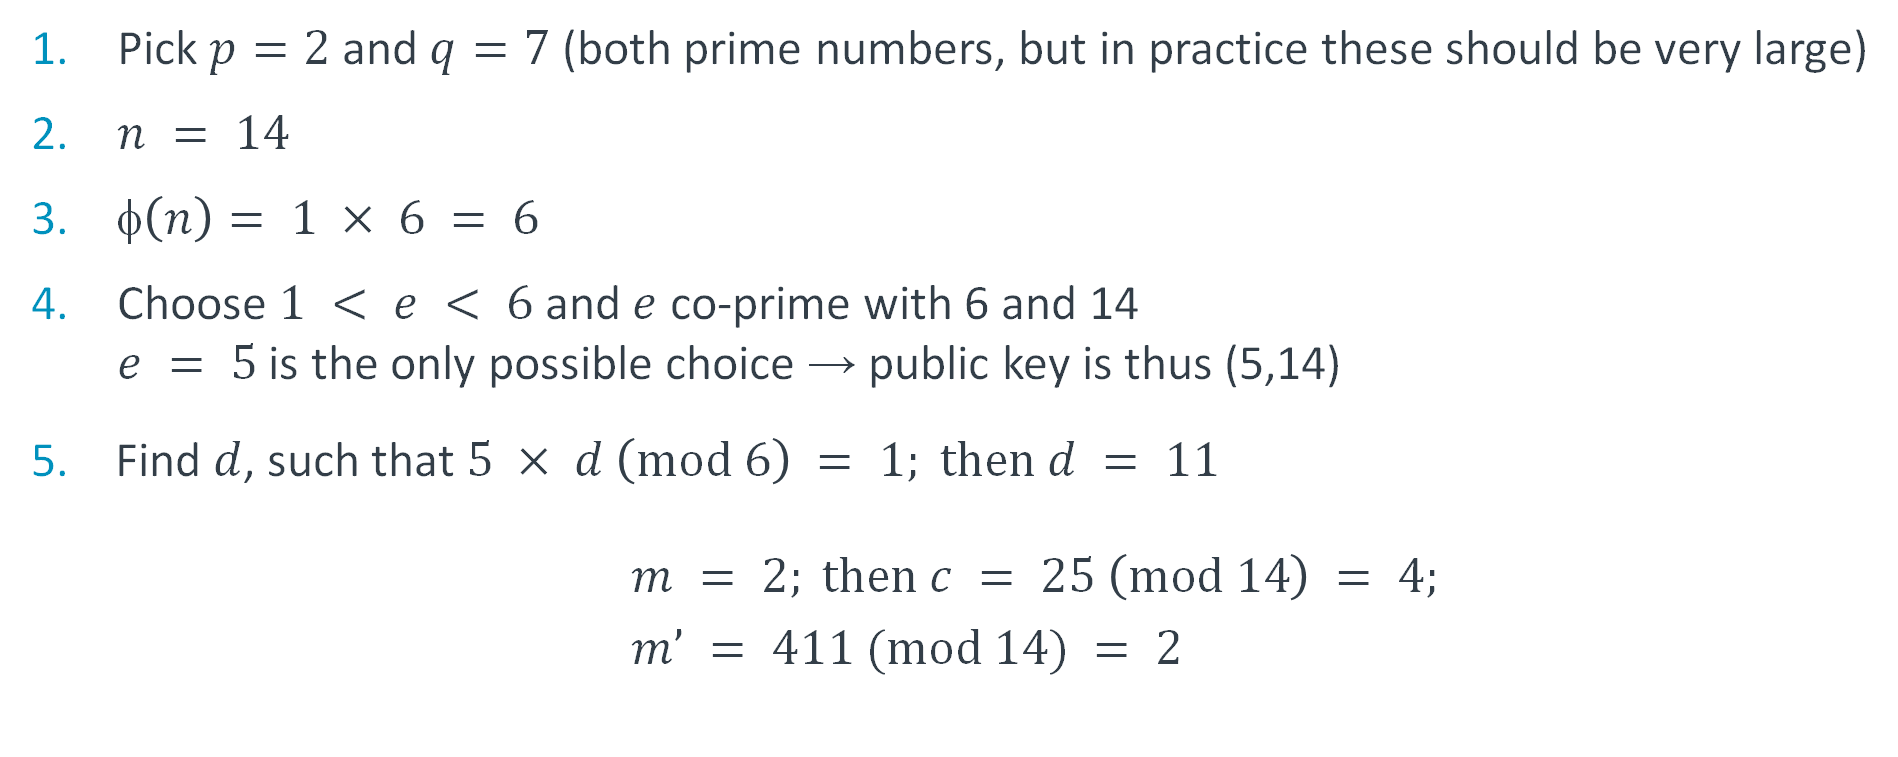 1. Pick p = 2 and q = 7 (both prime numbers, but in practice these should be very large)
2. n = 14
3. ϕ(n) = 1 × 6 = 6
4. Choose 1 < e < 6 and e co-prime with 6 and 14
e = 5 is the only possible choice → public key is thus (5,14)
5. Find d, such that 5 × d (mod 6) = 1; then d = 11
m = 2; then c = 25 (mod 14) = 4;
m’ = 411 (mod 14) = 2